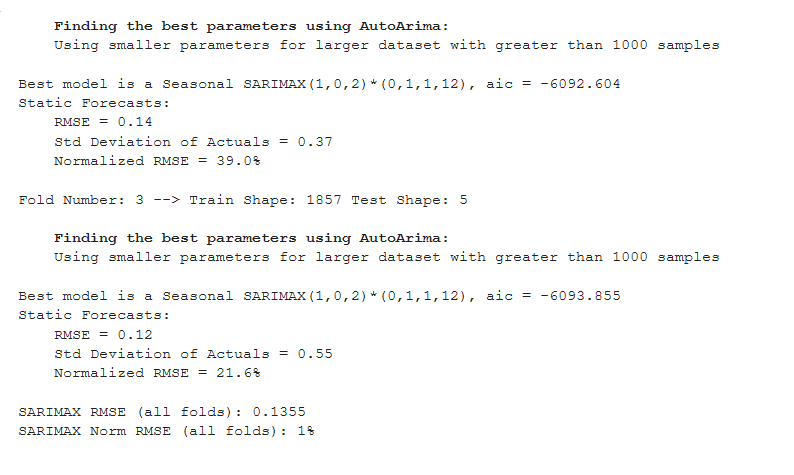 Finding the best parameters using AutoArima:
Using smaller parameters for larger dataset with greater than 1000 samples
Best model is a Seasonal SARIMAX(1,0,2)*(0,1,1,12), aic = -6092.604
Static Forecasts:
RMSE = 0.14
Std Deviation of Actuals = 0.37
Normalized RMSE = 39.0%
Fold Number: 3 --> Train Shape: 1857 Test Shape: 5
Finding the best parameters using AutoArima:
Using smaller parameters for larger dataset with greater than 1000 samples
Best model is a Seasonal SARIMAX(1,0,2)*(0,1,1,12), aic = -6093.855
Static Forecasts:
RMSE = 0.12
Std Deviation of Actuals = 0.55
Normalized RMSE = 21.6%
SARIMAX RMSE (all folds): 0.1355
SARIMAX Norm RMSE (all folds): 1%